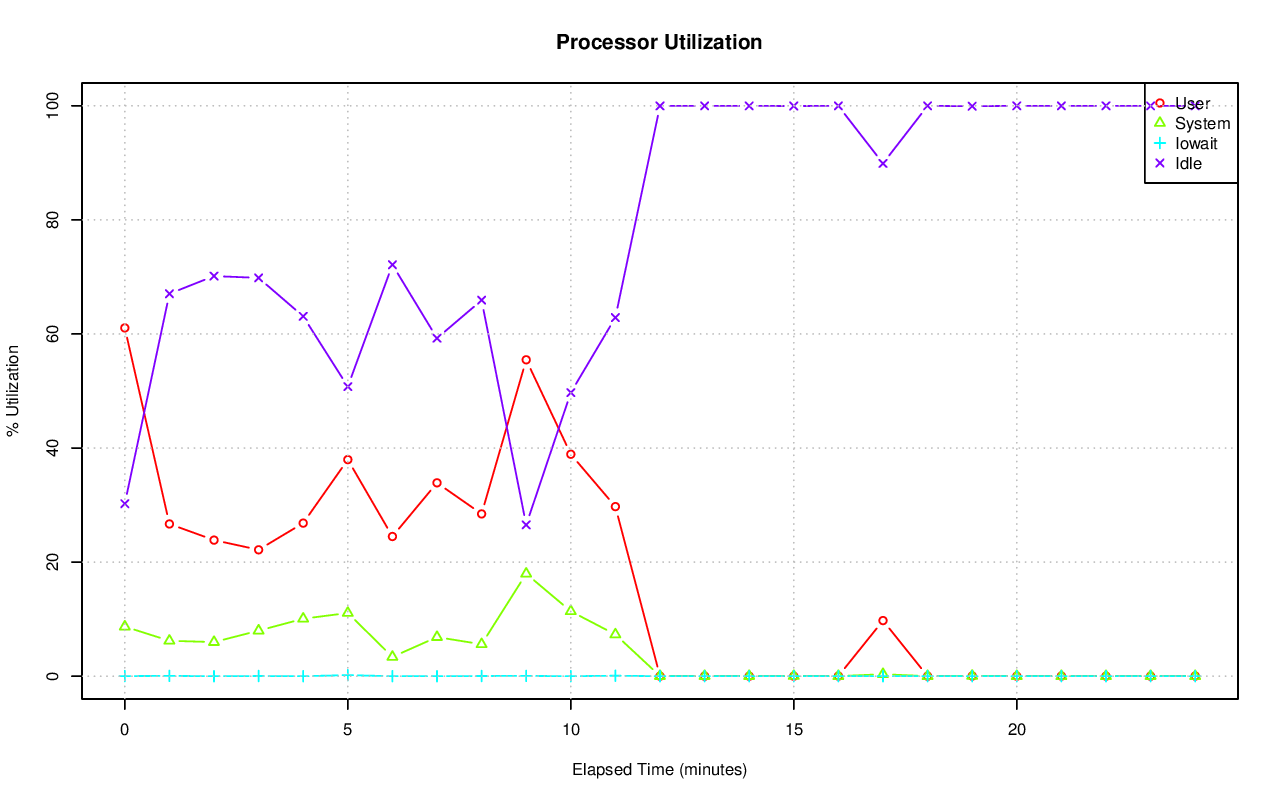 Processor Utilization
% Utilization
100
80
60
40
20
0
User
System
Iowait
Idle
0 5 10 15 20
Elapsed Time (minutes)